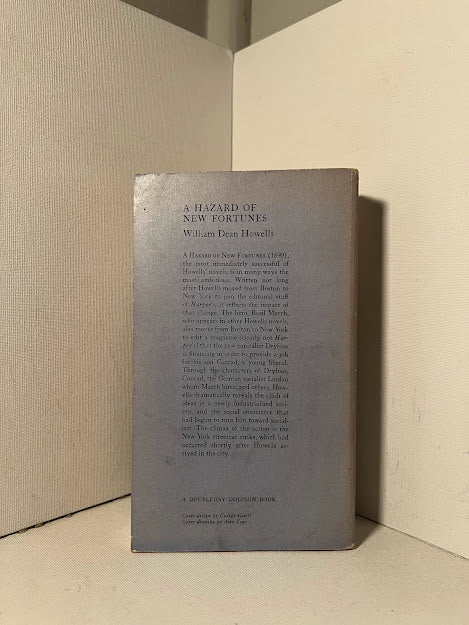 A HAZARD OF
NEW FORTUNES
William Dean Howells
A HAZARD OF NEW FORTUNES (1890),
the most immediately successful of
Howells' novels, is in many ways the
most ambitious. Written not long
after Howells moved from Boston to
New York to join the editorial staff
of Harper's, it reflects the impact of
that change. The hero, Basil March,
who appears in other Howells novels,
also moves from Boston to New York
to edit a magazine (clearly not Har-
per's) that the new capitalist Dryfoos
is financing in order to provide a job
for his son Conrad, a young liberal.
Through the characters of Dryfoos,
Conrad, the German socialist Lindau
whom March hires, and others, How-
ells dramatically reveals the clash of
ideas in a newly industrialized soci-
ety, and the social conscience that
had begun to turn him toward social-
ism. The climax of the action is the
New York streetcar strike, which had
occurred shortly after Howells ar-
rived in the city.
A DOUBLEDAY DOLPHIN BOOK
Cover design by George
Cover drawing by Alan